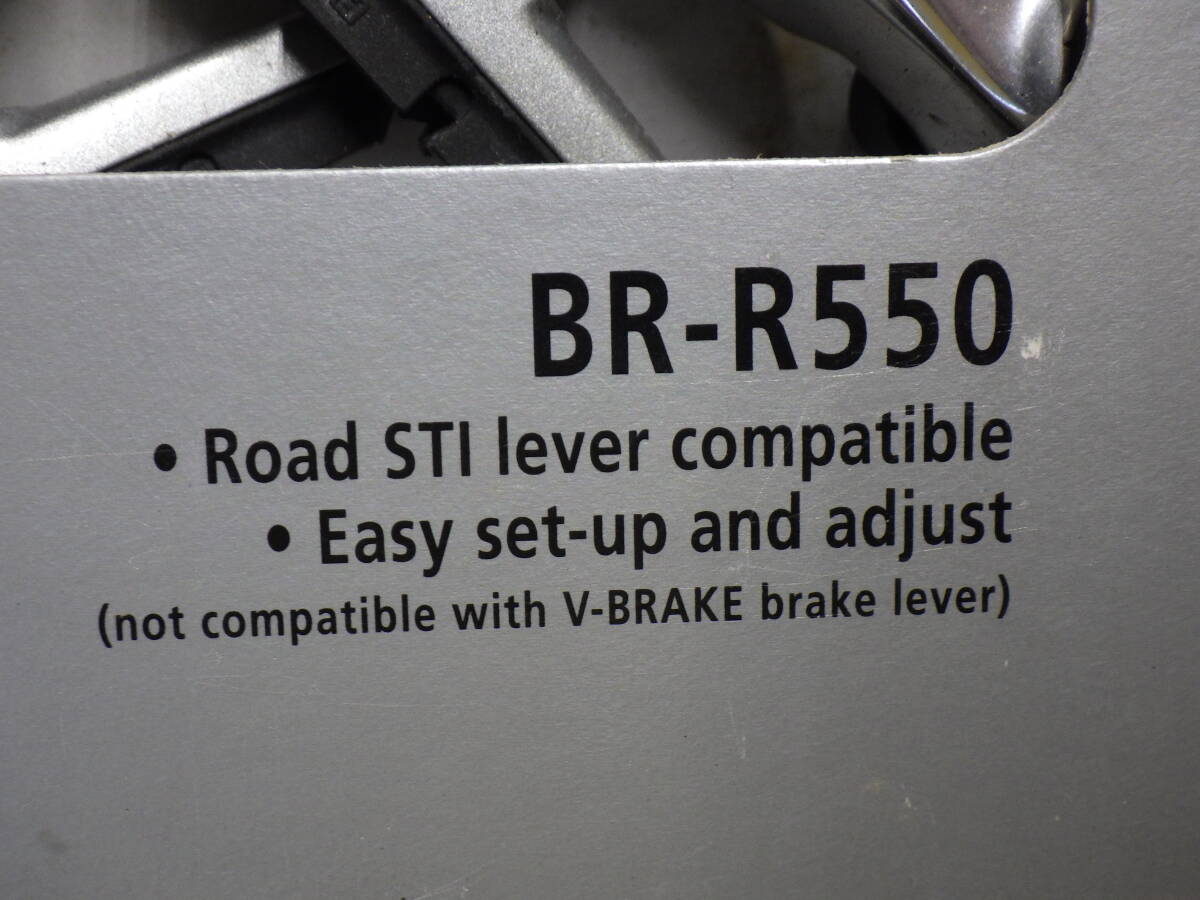 BR-R550
• Road STI lever compatible
• Easy set-up and adjust
(not compatible with V-BRAKE brake lever)